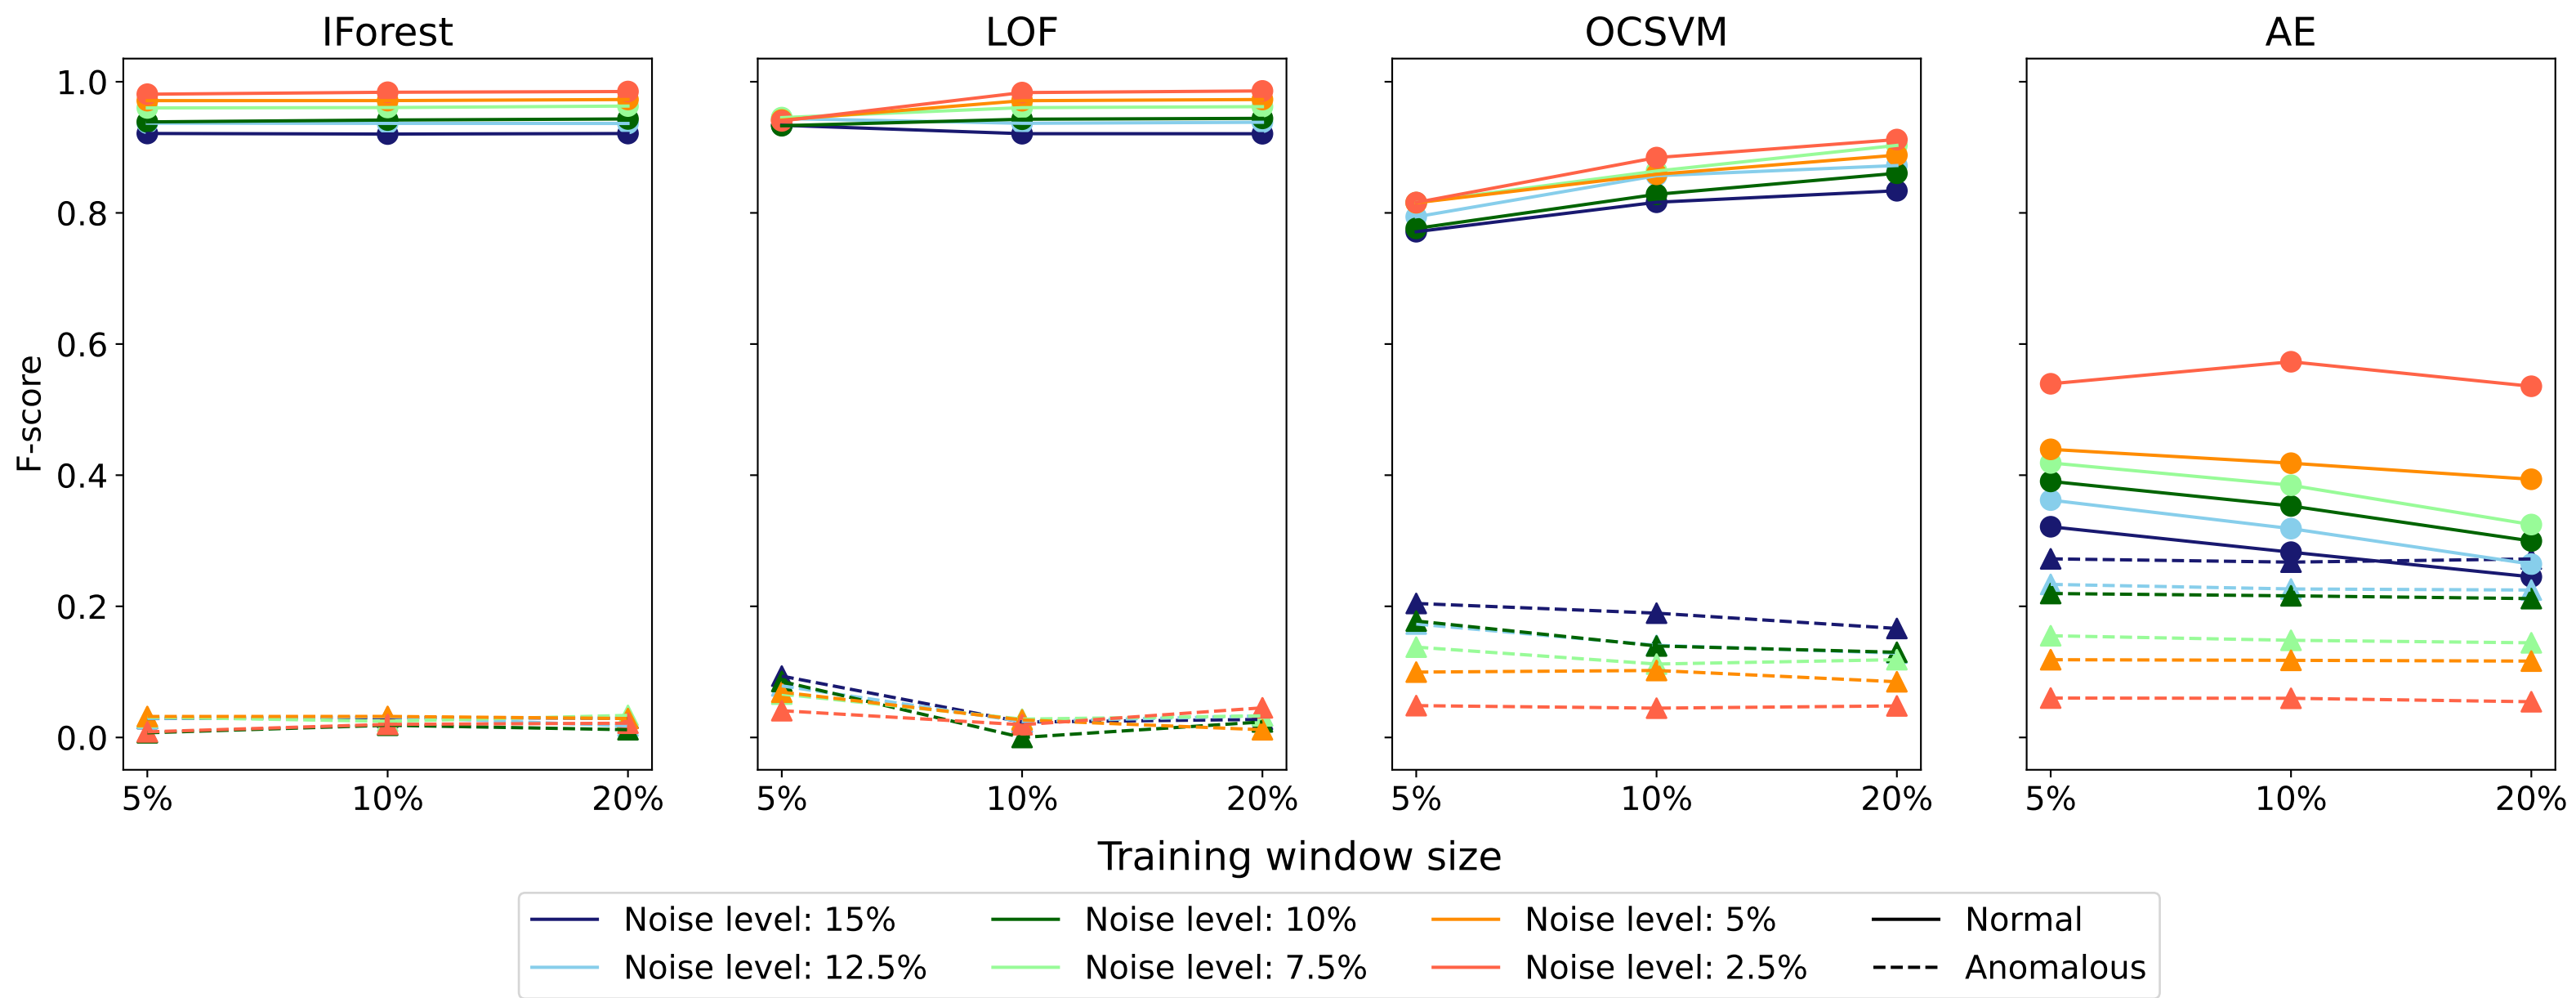 IForest LOF OCSVM AE
F-score
1.0
0.8
0.6
0.4
0.2
0.0
5% 10% 20% 5% 10% 20% 5% 10% 20% 5% 10% 20%
Training window size
Noise level: 15% Noise level: 10% Noise level: 5% Normal
Noise level: 12.5% Noise level: 7.5% Noise level: 2.5% Anomalous